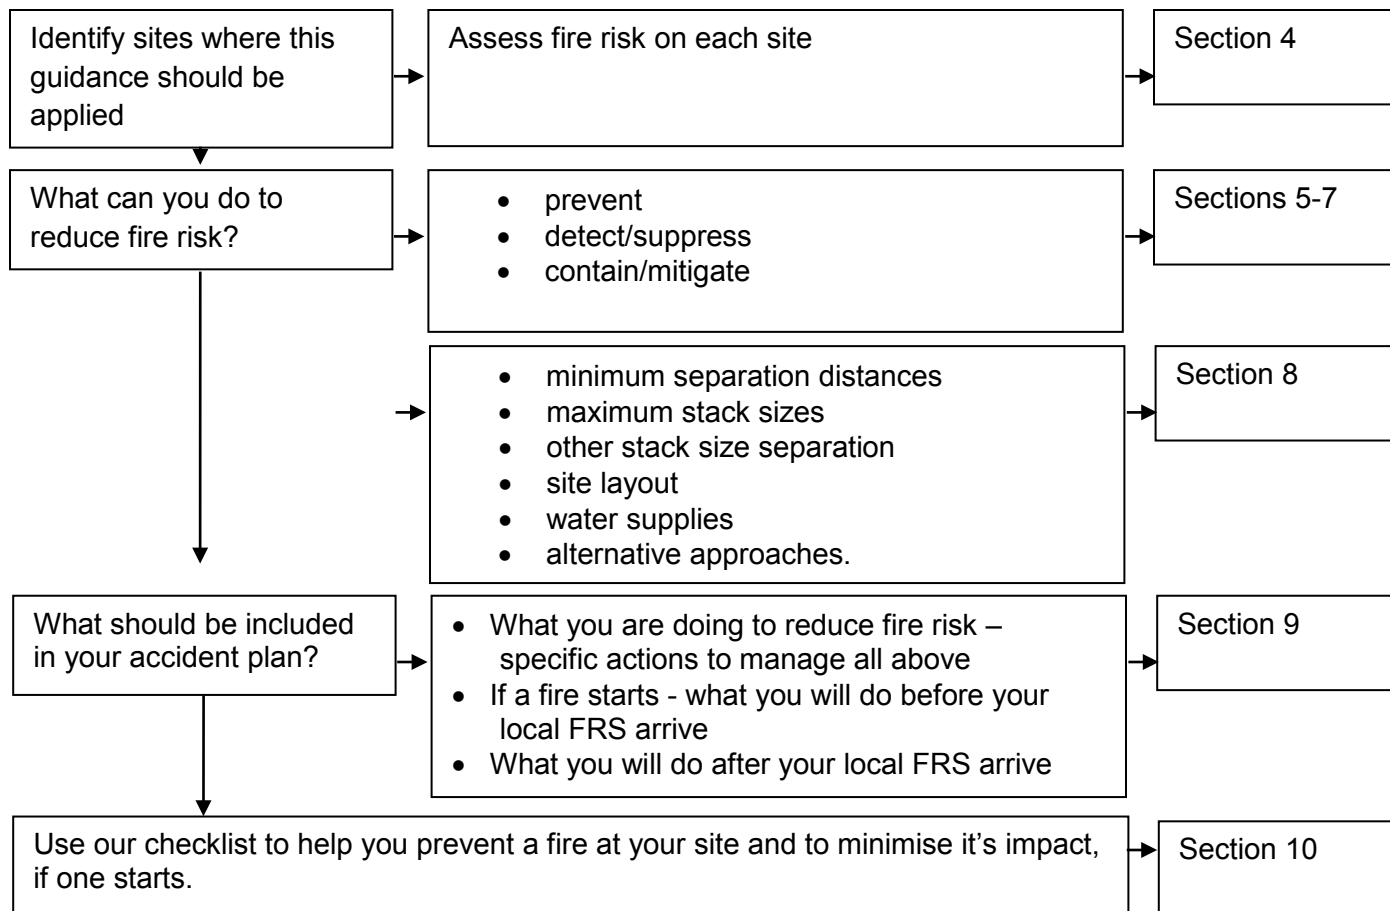 Identify sites where this
guidance should be
applied
Assess fire risk on each site
Section 4
What can you do to
reduce fire risk?
• prevent
• detect/suppress
• contain/mitigate
Sections 5-7
• minimum separation distances
• maximum stack sizes
• other stack size separation
• site layout
• water supplies
• alternative approaches.
Section 8
What should be included
in your accident plan?
• What you are doing to reduce fire risk –
specific actions to manage all above
• If a fire starts - what you will do before your
local FRS arrive
• What you will do after your local FRS arrive
Section 9
Use our checklist to help you prevent a fire at your site and to minimise it’s impact,
if one starts.
Section 10